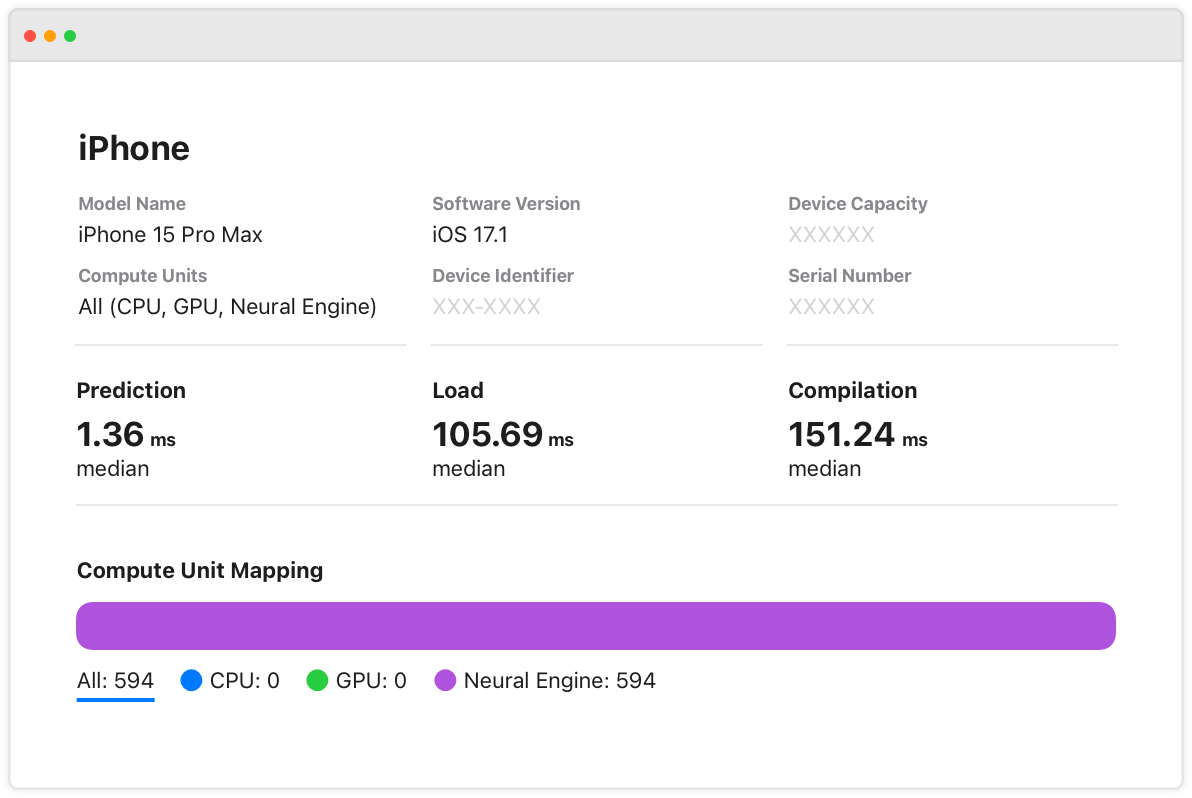 iPhone
Model Name
iPhone 15 Pro Max
Software Version
iOS 17.1
Device Capacity
XXXXXX
Compute Units
All (CPU, GPU, Neural Engine)
Device Identifier
XXX-XXXX
Serial Number
XXXXXX
Prediction
1.36 ms
median
Load
105.69 ms
median
Compilation
151.24 ms
median
Compute Unit Mapping
All: 594 CPU: 0 GPU: 0 Neural Engine: 594